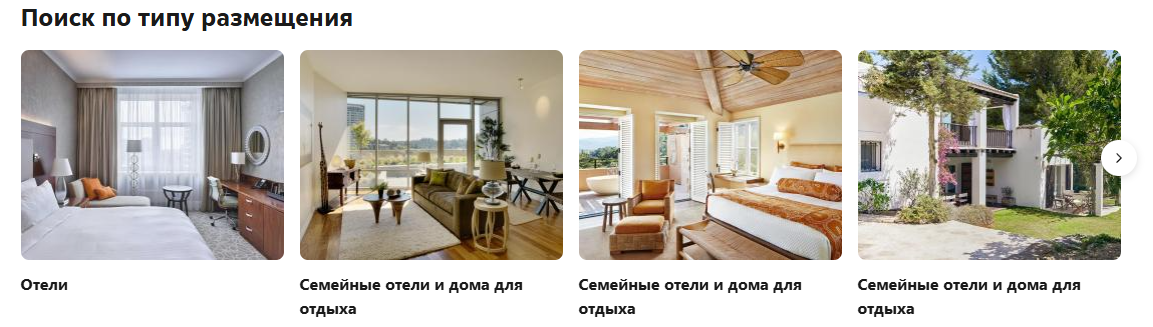 Поиск по типу размещения
Отели
Семейные отели и дома для
отдыха
Семейные отели и дома для
отдыха
Семейные отели и дома для
отдыха